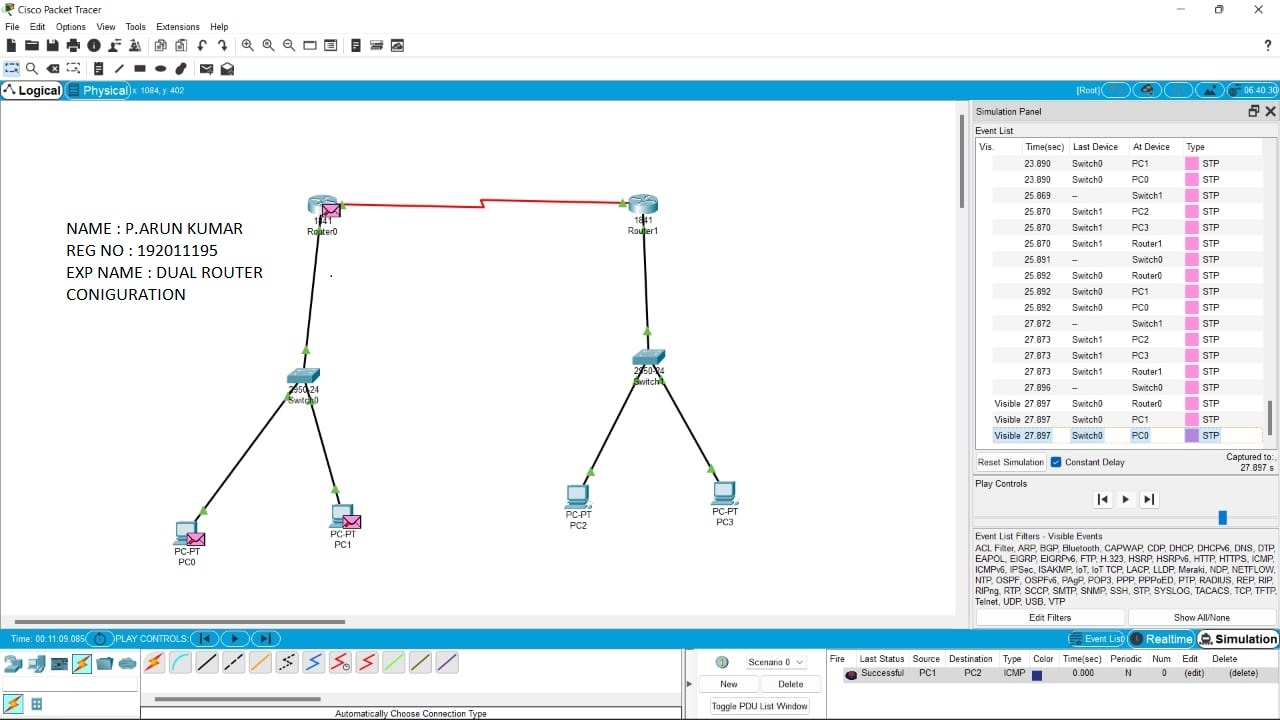 Cisco Packet Tracer
File Edit Options View Tools Extensions Help
Logical Physical x: 1084, y: 402 [Root] 06:40:30
Simulation Panel
Event List
Vis. Time(sec) Last Device At Device Type
23.890 Switch0 PC1 STP
23.890 Switch0 PC0 STP
25.869 -- Switch1 STP
25.870 Switch1 PC2 STP
25.870 Switch1 PC3 STP
25.870 Switch1 Router1 STP
25.891 -- Switch0 STP
25.892 Switch0 Router0 STP
25.892 Switch0 PC1 STP
25.892 Switch0 PC0 STP
27.872 -- Switch1 STP
27.873 Switch1 PC2 STP
27.873 Switch1 PC3 STP
27.873 Switch1 Router1 STP
27.896 -- Switch0 STP
Visible 27.897 Switch0 Router0 STP
Visible 27.897 Switch0 PC1 STP
Visible 27.897 Switch0 PC0 STP
Reset Simulation Constant Delay Captured to:
27.897 s
Play Controls
Event List Filters - Visible Events
ACL Filter, ARP, BGP, Bluetooth, CAPWAP, CDP, DHCP, DHCPv6, DNS, DTP,
EAPOL, EIGRP, EIGRPv6, FTP, H.323, HSRP, HSRPv6, HTTP, HTTPS, ICMP,
ICMPv6, IPSec, ISAKMP, IoT, IoT TCP, LACP, LLDP, Meraki, NDP, NETFLOW,
NTP, OSPF, OSPFv6, PAgP, POP3, PPP, PPPoED, PTP, RADIUS, REP, RIP,
RIPng, RTP, SCCP, SMTP, SNMP, SSH, STP, SYSLOG, TACACS, TCP, TFTP,
Telnet, UDP, USB, VTP
Edit Filters Show All/None
NAME : P.ARUN KUMAR
REG NO : 192011195
EXP NAME : DUAL ROUTER
CONIGURATION
1841
Router0
1841
Router1
2950-24
Switch0
2950-24
Switch1
PC-PT
PC0
PC-PT
PC1
PC-PT
PC2
PC-PT
PC3
Time: 00:11:09.085 PLAY CONTROLS: Event List Realtime Simulation
Automatically Choose Connection Type
Scenario 0
New Delete
Toggle PDU List Window
Fire Last Status Source Destination Type Color Time(sec) Periodic Num Edit Delete
Successful PC1 PC2 ICMP 0.000 N 0 (edit) (delete)